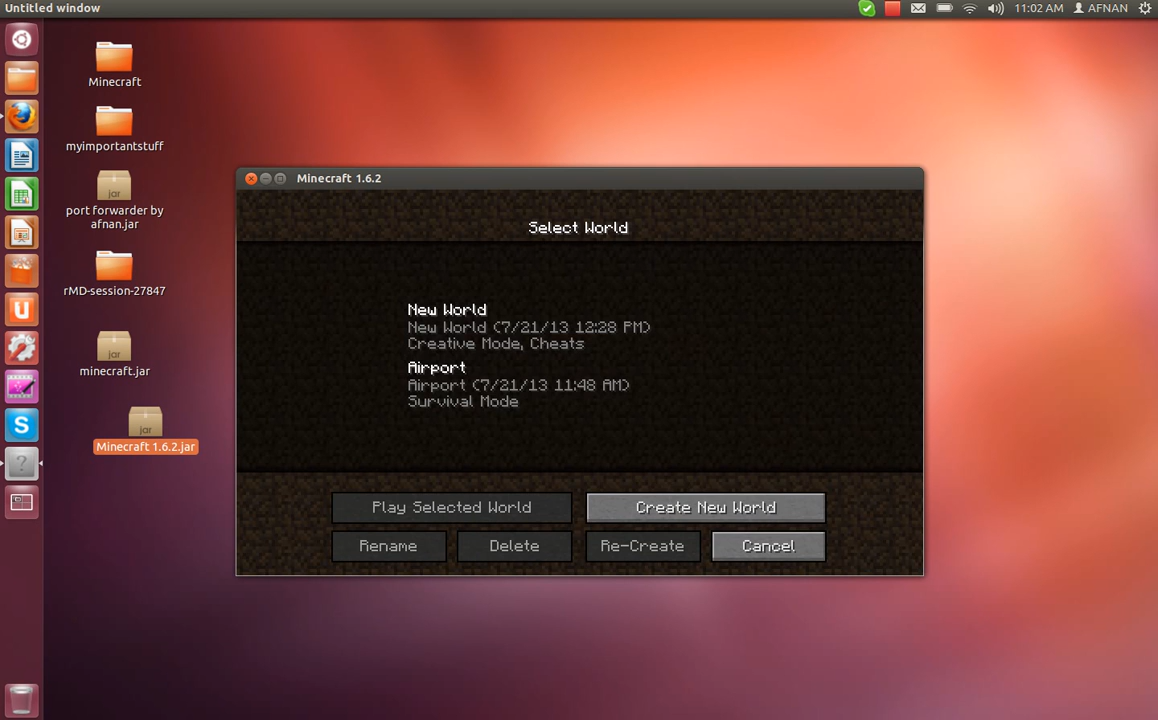 Untitled window
11:02 AM
AFNAN
Minecraft
myimportantstuff
jar
port forwarder by
afnan.jar
rMD-session-27847
jar
minecraft.jar
jar
Minecraft 1.6.2.jar
Minecraft 1.6.2
Select World
New World
New World (7/21/13 12:28 PM)
Creative Mode, Cheats
Airport
Airport (7/21/13 11:48 AM)
Survival Mode
Play Selected World
Create New World
Rename
Delete
Re-Create
Cancel